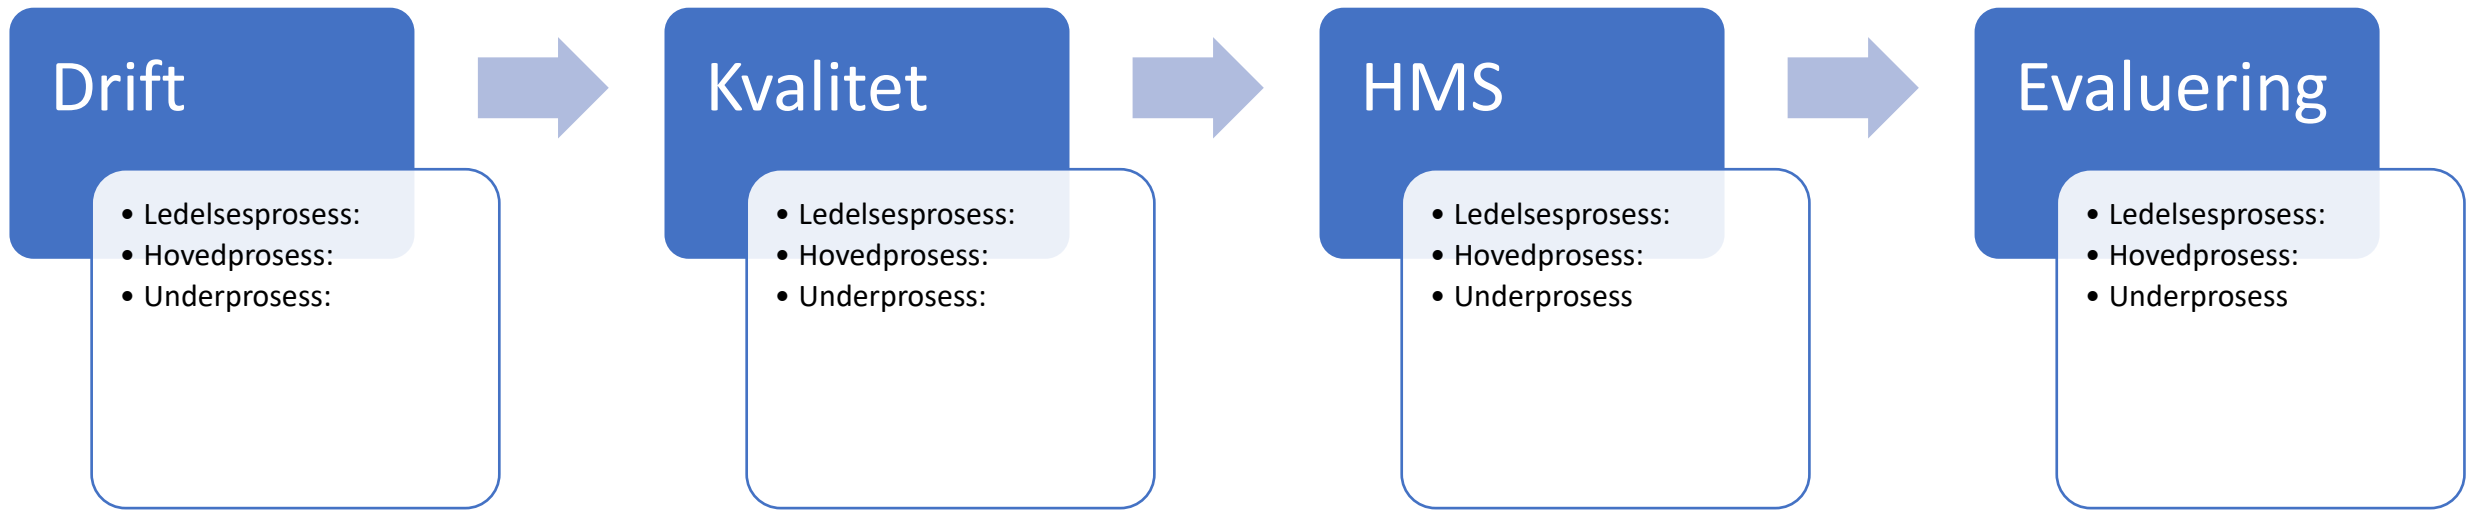 Drift
• Ledelsesprosess:
• Hovedprosess:
• Underprosess:
Kvalitet
• Ledelsesprosess:
• Hovedprosess:
• Underprosess:
HMS
• Ledelsesprosess:
• Hovedprosess:
• Underprosess
Evaluering
• Ledelsesprosess:
• Hovedprosess:
• Underprosess